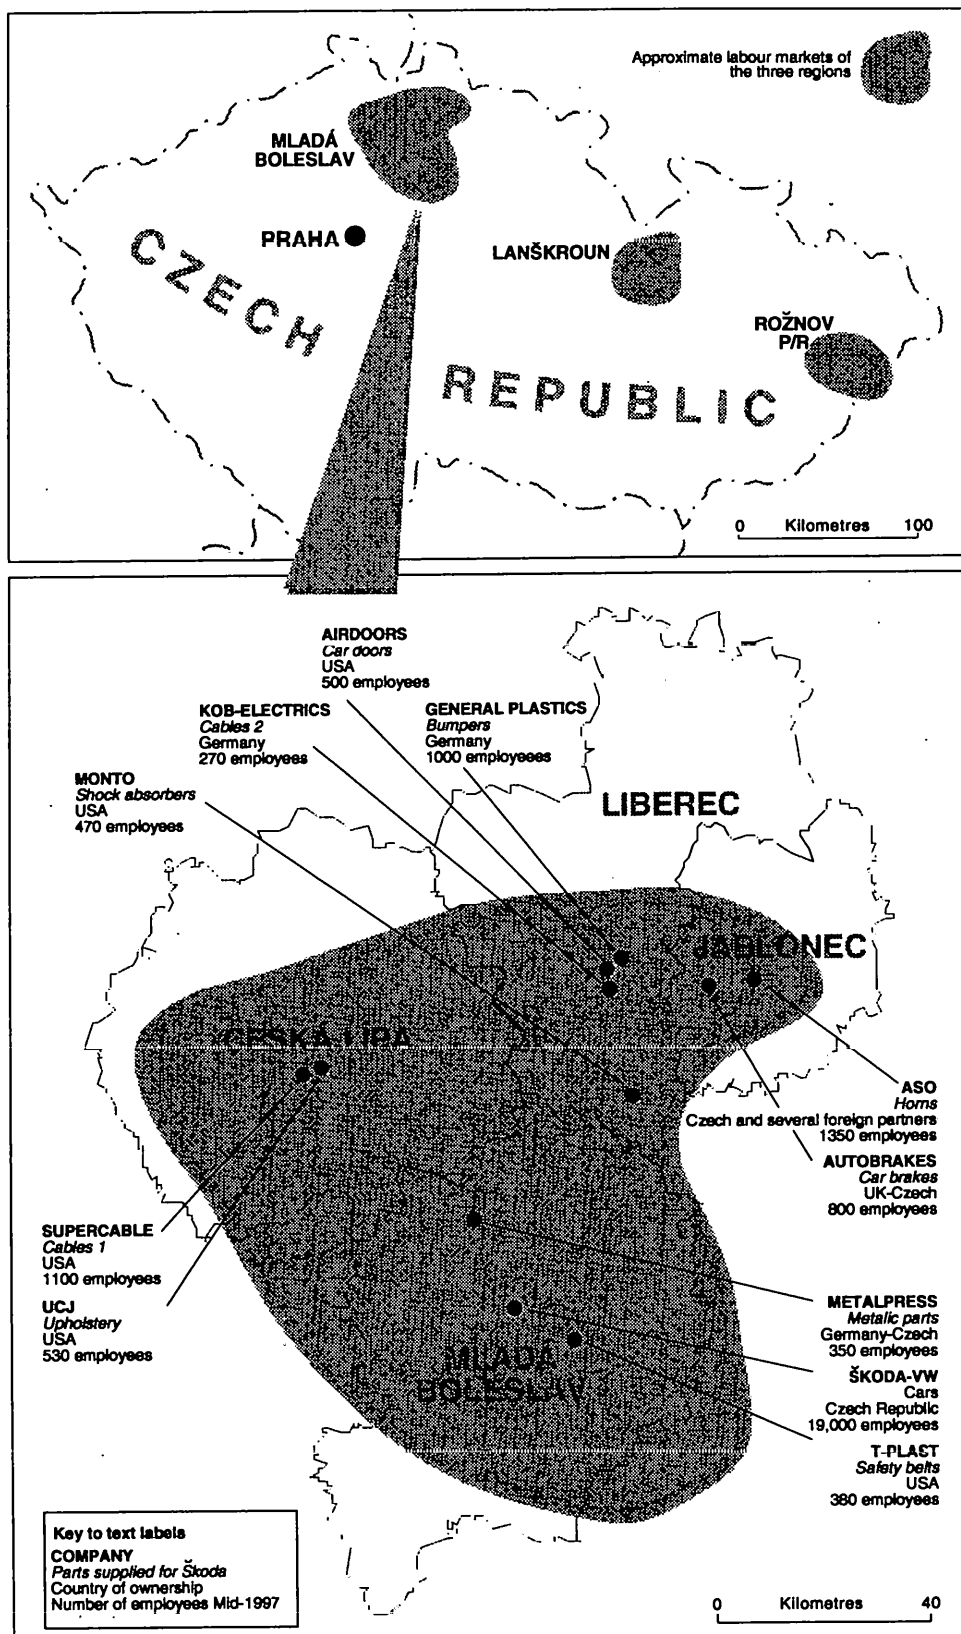 Approximate labour markets of
the three regions
MLADÁ
BOLESLAV
PRAHA
LANŠKROUN
ROŽNOV
P/R
CZECH
REPUBLIC
0 Kilometres 100
AIRDOORS
Car doors
USA
500 employees
KOB-ELECTRICS
Cables 2
Germany
270 employees
GENERAL PLASTICS
Bumpers
Germany
1000 employeees
MONTO
Shock absorbers
USA
470 employees
LIBEREC
JABLONEC
ČESKÁ LÍPA
ASO
Horns
Czech and several foreign partners
1350 employees
AUTOBRAKES
Car brakes
UK-Czech
800 employees
SUPERCABLE
Cables 1
USA
1100 employees
UCJ
Upholstery
USA
530 employees
METALPRESS
Metalic parts
Germany-Czech
350 employees
MLADÁ
BOLESLAV
ŠKODA-VW
Cars
Czech Republic
19,000 employees
T-PLAST
Safety belts
USA
380 employees
Key to text labels
COMPANY
Parts supplied for Škoda
Country of ownership
Number of employees Mid-1997
0 Kilometres 40